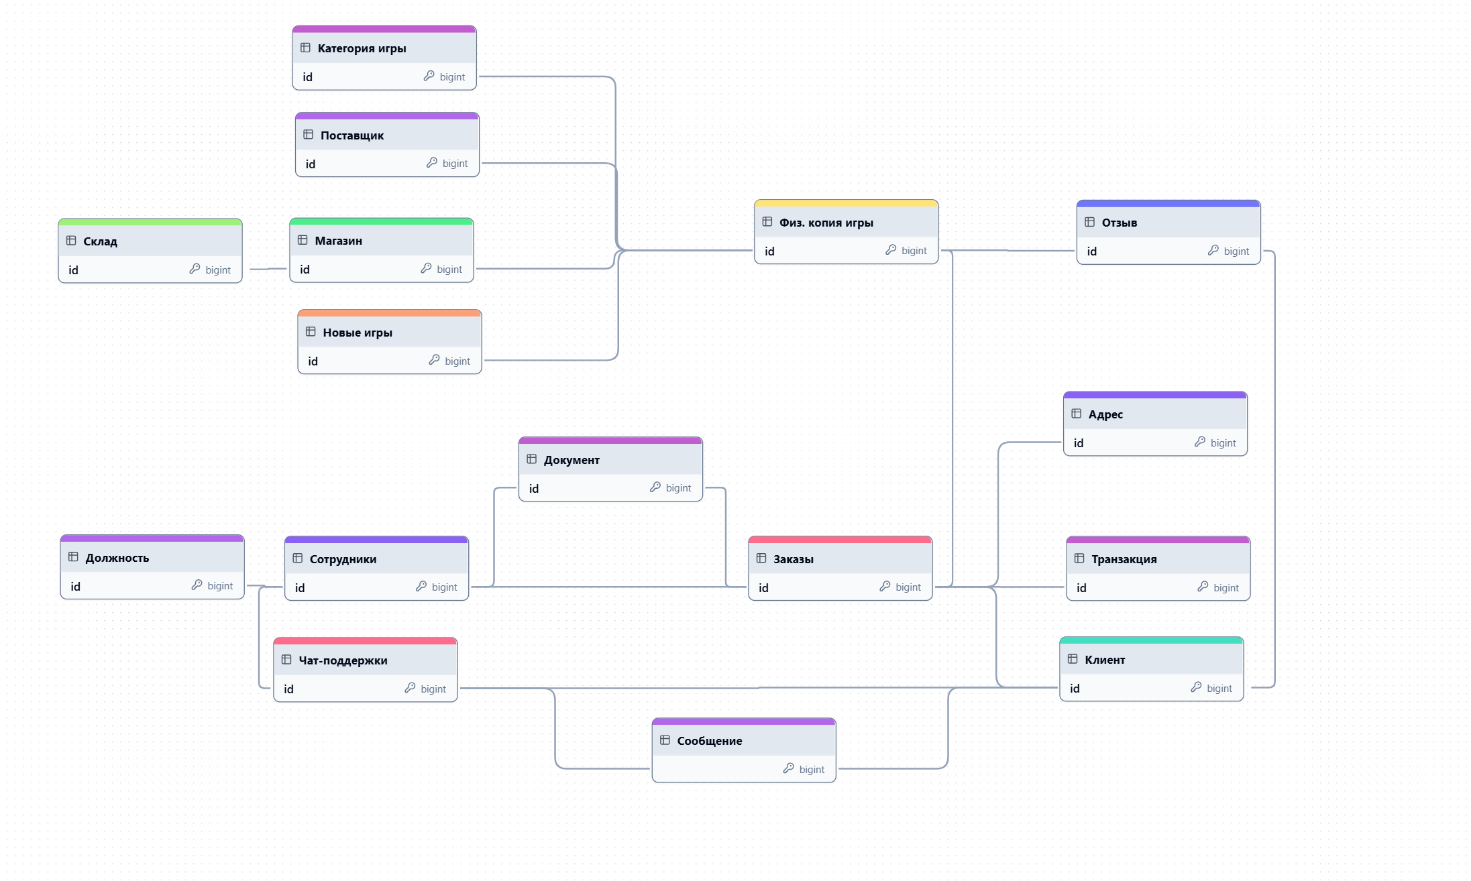 Категория игры
id bigint
Поставщик
id bigint
Склад
id bigint
Магазин
id bigint
Физ. копия игры
id bigint
Отзыв
id bigint
Новые игры
id bigint
Адрес
id bigint
Документ
id bigint
Должность
id bigint
Сотрудники
id bigint
Заказы
id bigint
Транзакция
id bigint
Чат-поддержки
id bigint
Клиент
id bigint
Сообщение
bigint